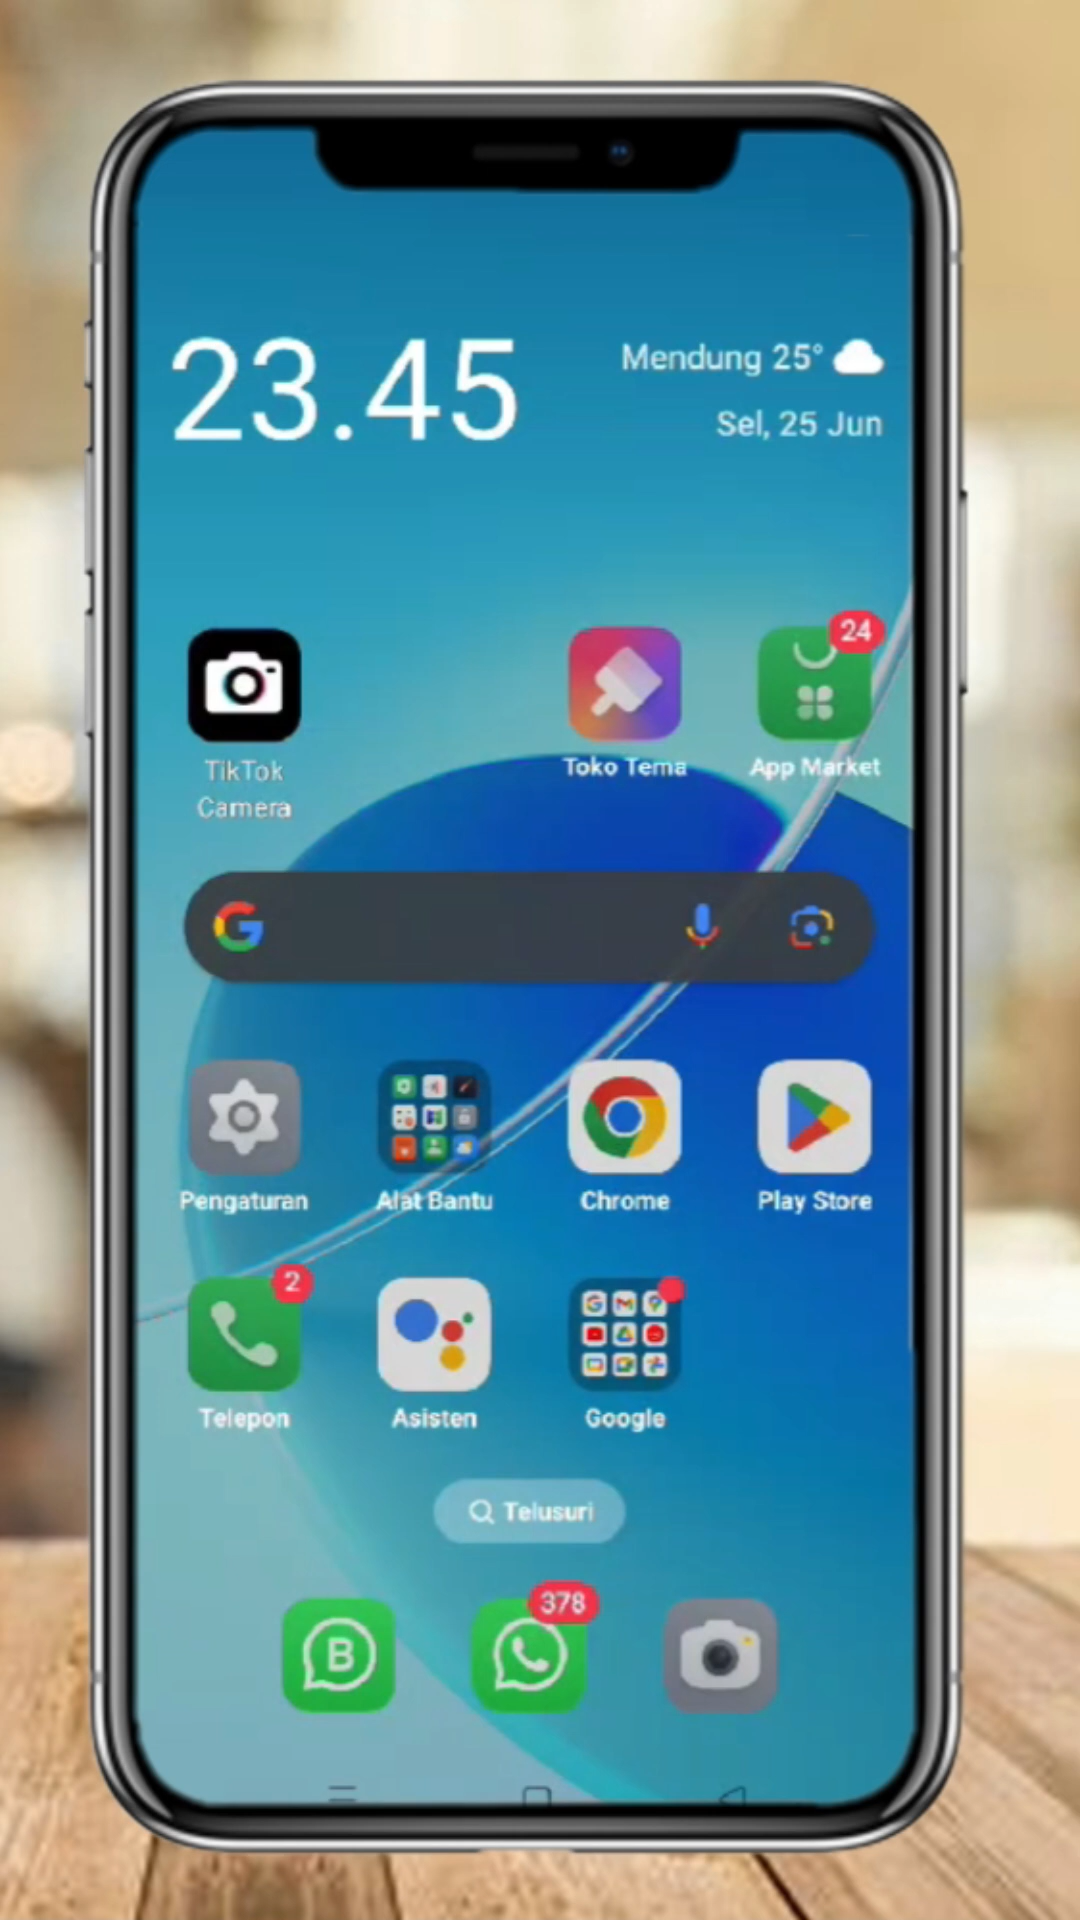 23.45
Mendung 25°
Sel, 25 Jun
24
TikTok
Camera
Toko Tema
App Market
Pengaturan
Alat Bantu
Chrome
Play Store
2
Telepon
Asisten
Google
Telusuri
378
B